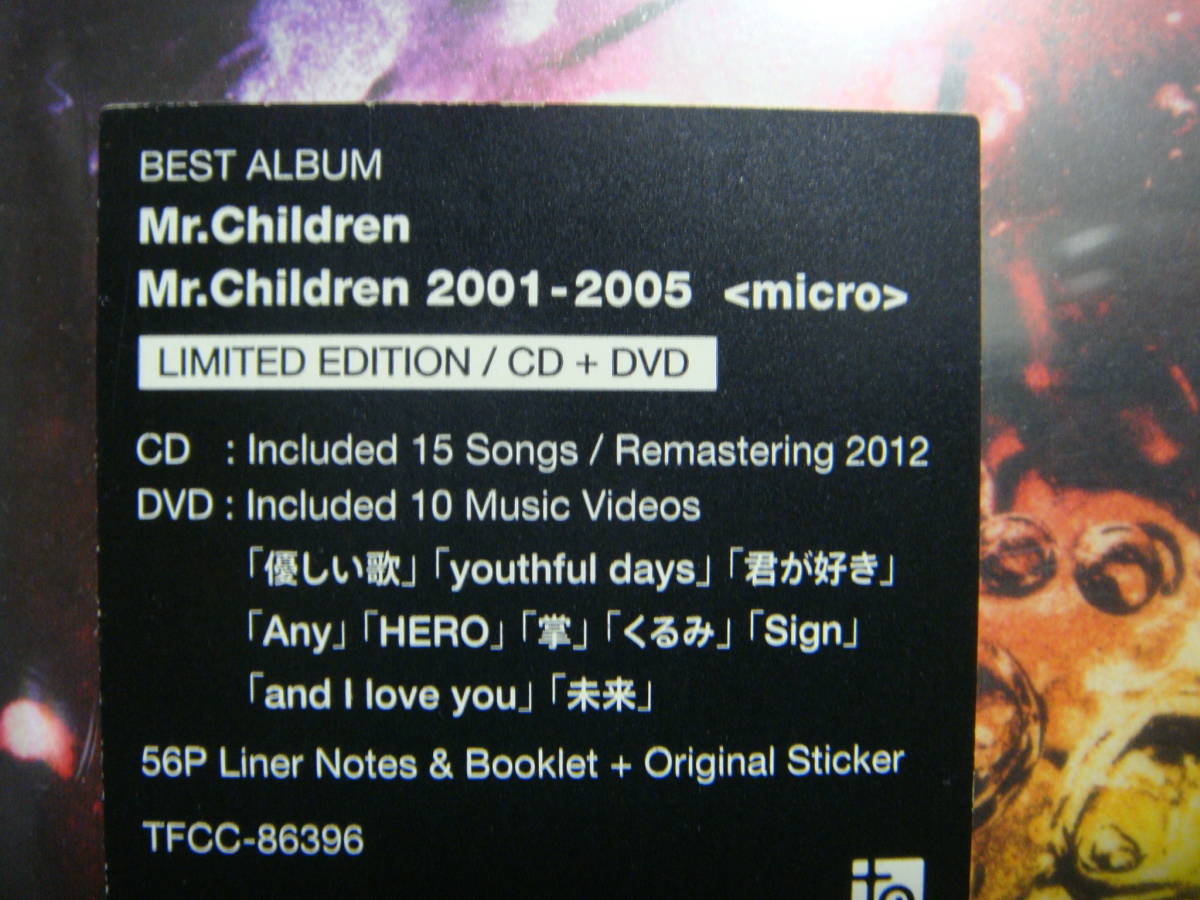 BEST ALBUM
Mr.Children
Mr.Children 2001-2005 <micro>
LIMITED EDITION / CD + DVD
CD : Included 15 Songs / Remastering 2012
DVD : Included 10 Music Videos
「優しい歌」「youthful days」「君が好き」
「Any」「HERO」「掌」「くるみ」「Sign」
「and I love you」「未来」
56P Liner Notes & Booklet + Original Sticker
TFCC-86396